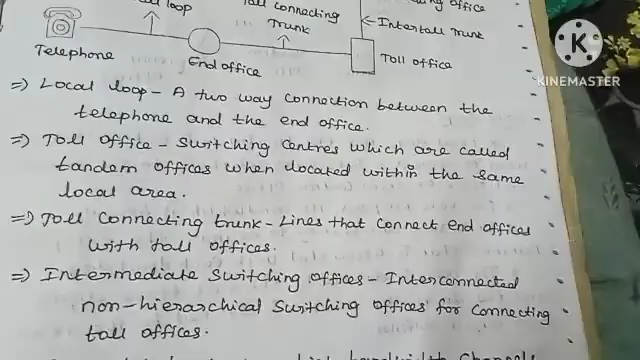 loop
connecting
Trunk
office
Intertoll Trunk
Telephone
End office
Toll office
K
KINEMASTER
=) Local loop - A two way connection between the
telephone and the end office.
=) Toll office - Switching centres which are called
tandem offices when located within the same
local area.
=) Toll connecting trunk - Lines that connect end offices
with toll offices.
=) Intermediate Switching offices - Interconnected
non-hierarchical switching offices for connecting
toll offices.